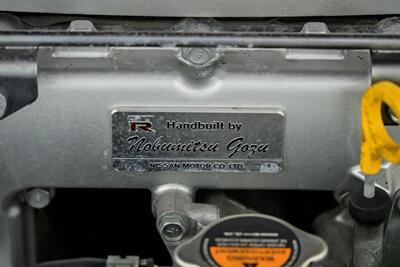 R Handbuilt by
Nobumitsu Gozu
NISSAN MOTOR CO LTD.